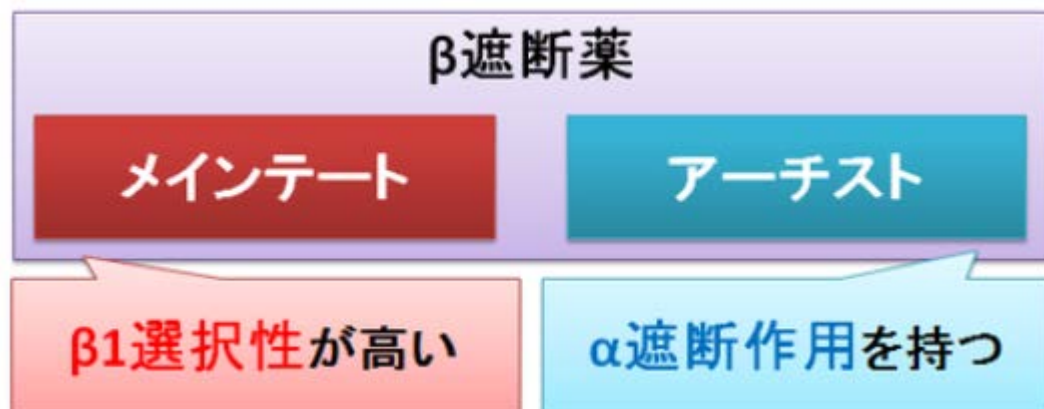 β遮断薬
メインテート
アーチスト
β1選択性が高い
α遮断作用を持つ